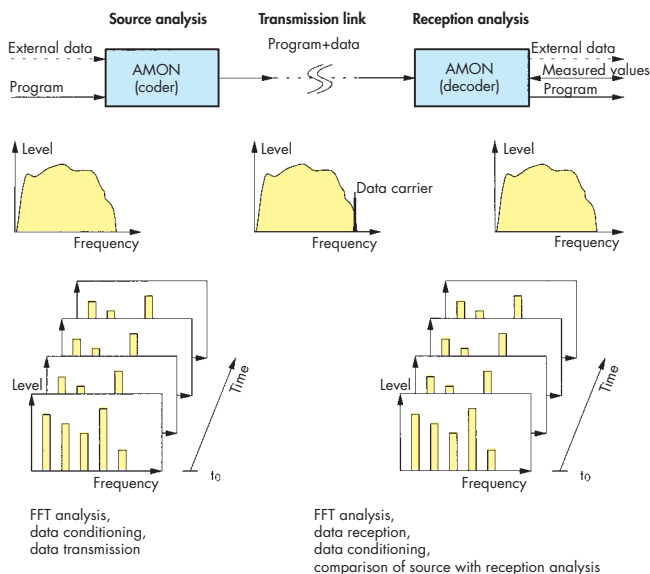 Source analysis
Transmission link
Reception analysis
External data
Program
AMON
(coder)
Program+data
AMON
(decoder)
External data
Measured values
Program
Level
Frequency
Level
Data carrier
Frequency
Level
Frequency
Level
Frequency
Time
t0
Level
Frequency
Time
t0
FFT analysis,
data conditioning,
data transmission
FFT analysis,
data reception,
data conditioning,
comparison of source with reception analysis